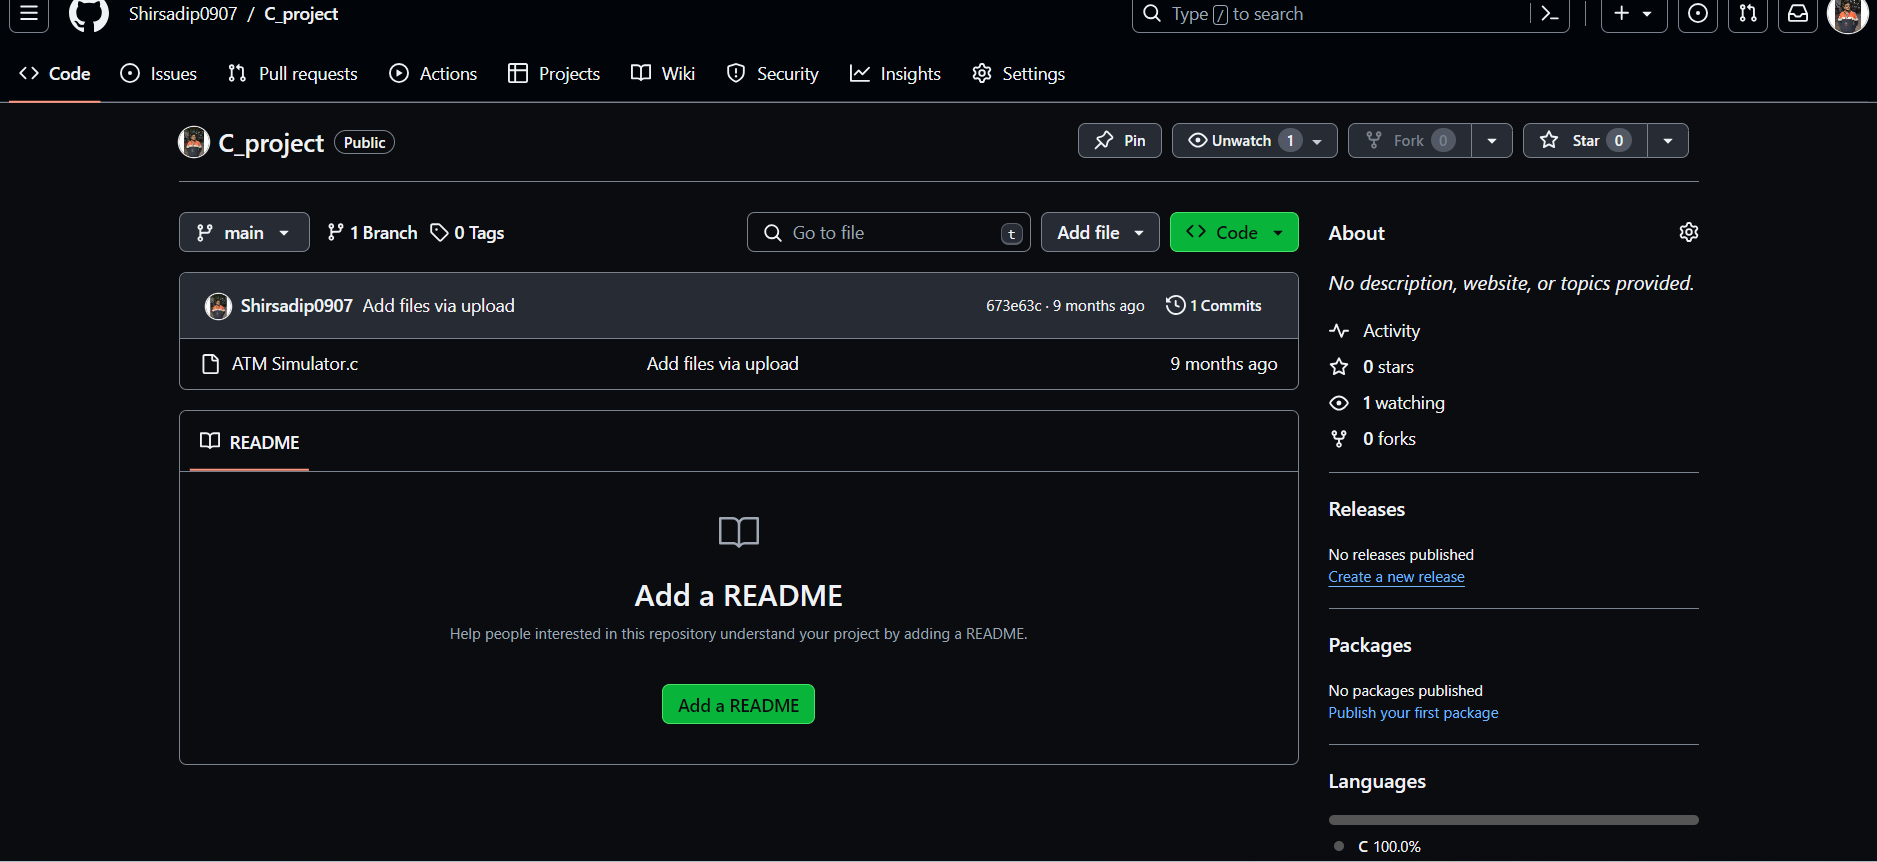 Shirsadip0907 / C_project
Type / to search
Code Issues Pull requests Actions Projects Wiki Security Insights Settings
C_project Public
Pin Unwatch 1 Fork 0 Star 0
main 1 Branch 0 Tags
Go to file t Add file Code
Shirsadip0907 Add files via upload 673e63c · 9 months ago 1 Commits
ATM Simulator.c Add files via upload 9 months ago
README
Add a README
Help people interested in this repository understand your project by adding a README.
Add a README
About
No description, website, or topics provided.
Activity
0 stars
1 watching
0 forks
Releases
No releases published
Create a new release
Packages
No packages published
Publish your first package
Languages
C 100.0%